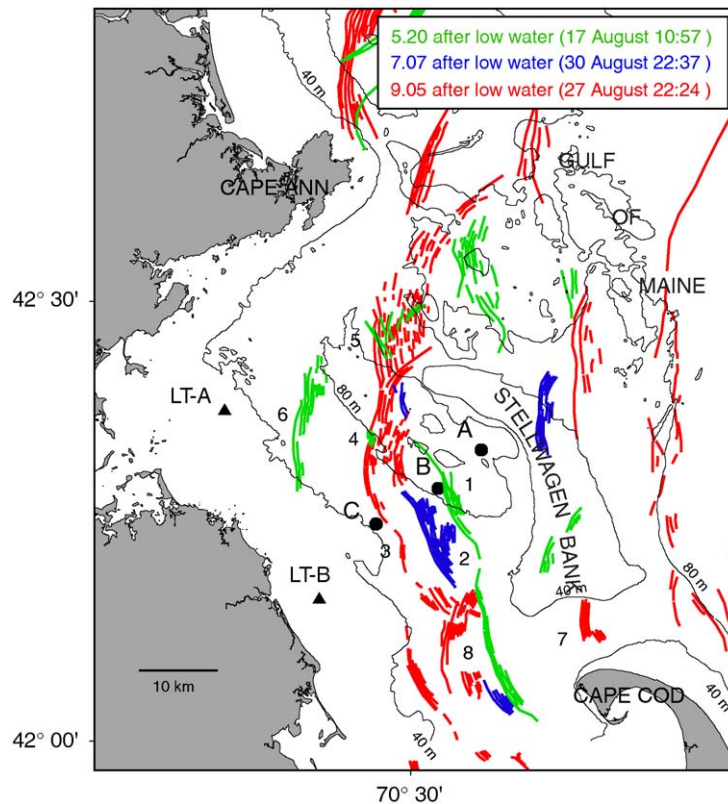 5.20 after low water (17 August 10:57 )
7.07 after low water (30 August 22:37 )
9.05 after low water (27 August 22:24 )
40 m
GULF
CAPE ANN
OF
MAINE
42° 30'
5
80 m
LT-A
6
STELLWAGEN
A
4
B
1
C
3
2
BANK
80 m
LT-B
40 m
7
8
10 km
CAPE COD
40 m
42° 00'
40 m
70° 30'